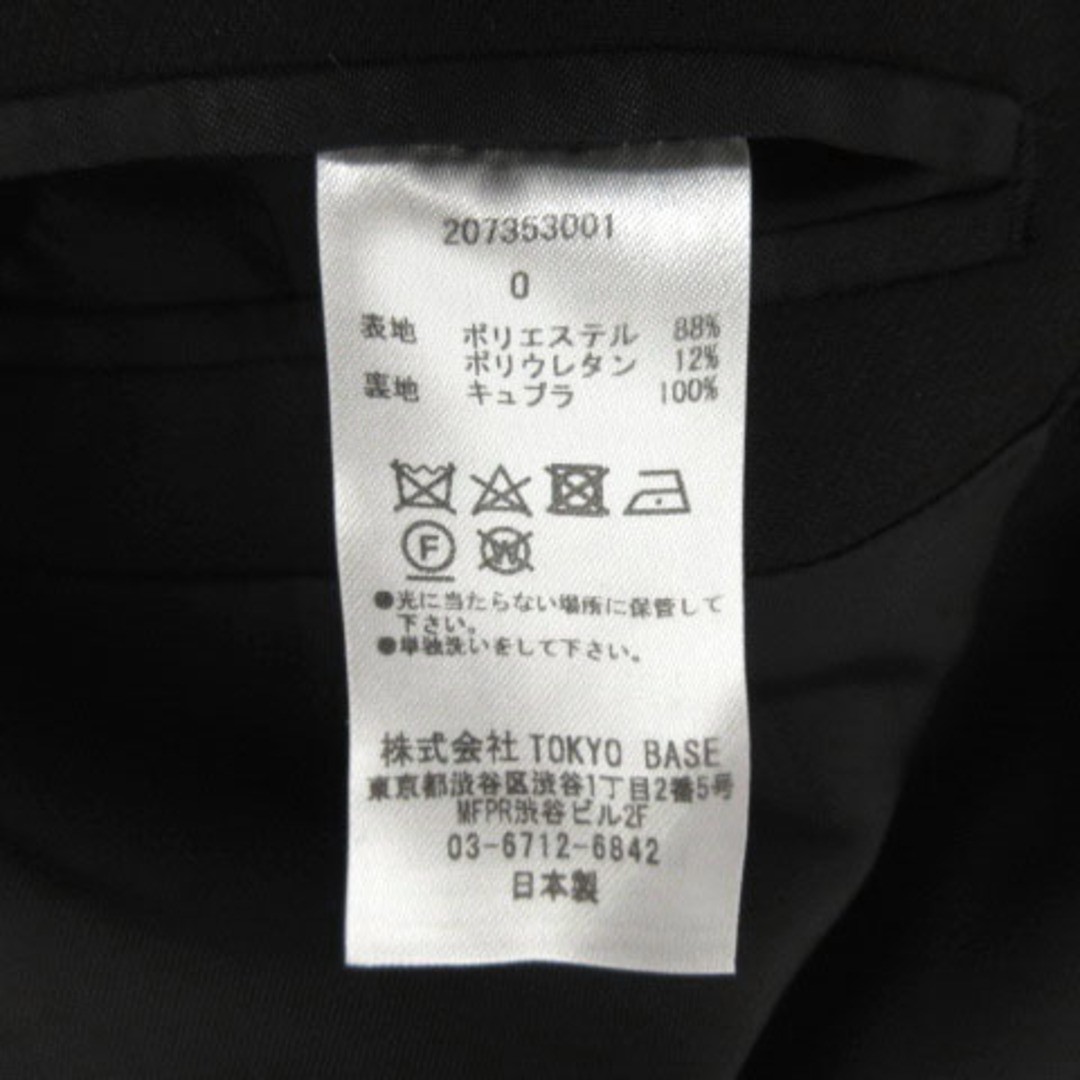 207353001
0
表地 ポリエステル 88%
ポリウレタン 12%
裏地 キュプラ 100%
F W
●光に当たらない場所に保管して
下さい。
●単独洗いをして下さい。
株式会社 TOKYO BASE
東京都渋谷区渋谷1丁目2番5号
MFPR渋谷ビル2F
03-6712-6842
日本製